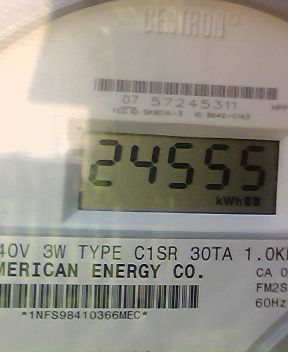 CENTRON
07 57245311
24555
kWh
40V 3W TYPE C1SR 30TA 1.0K
MERICAN ENERGY CO.
CA 0
FM2S
60Hz
*1NFS98410366MEC*